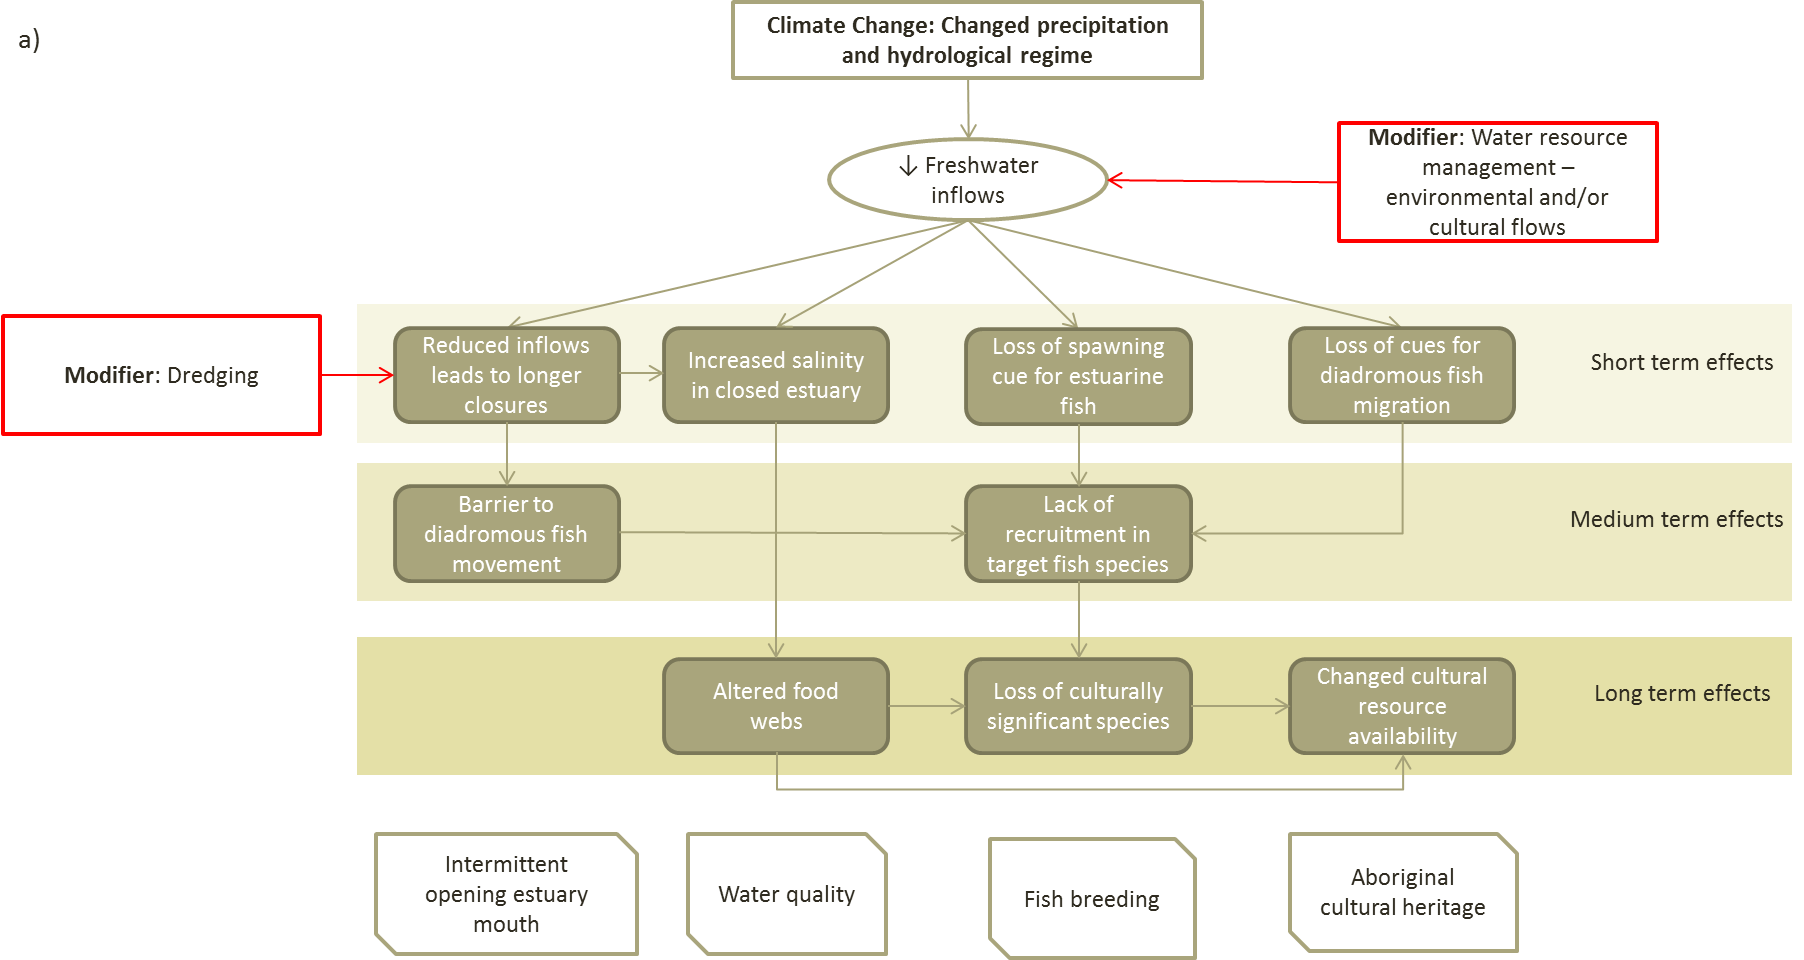 a)
Climate Change: Changed precipitation
and hydrological regime
↓ Freshwater
inflows
Modifier: Water resource
management –
environmental and/or
cultural flows
Modifier: Dredging
Reduced inflows
leads to longer
closures
Increased salinity
in closed estuary
Loss of spawning
cue for estuarine
fish
Loss of cues for
diadromous fish
migration
Short term effects
Barrier to
diadromous fish
movement
Lack of
recruitment in
target fish species
Medium term effects
Altered food
webs
Loss of culturally
significant species
Changed cultural
resource
availability
Long term effects
Intermittent
opening estuary
mouth
Water quality
Fish breeding
Aboriginal
cultural heritage